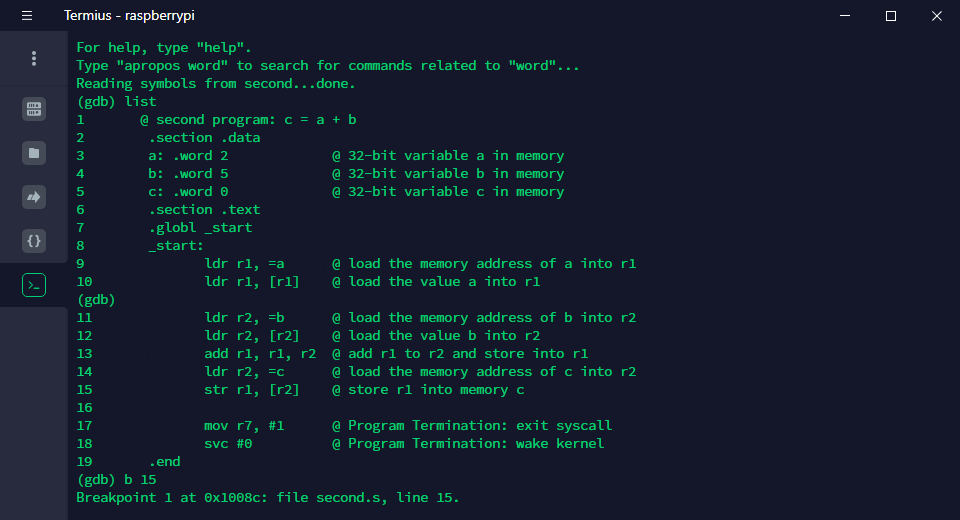 Termius - raspberrypi
For help, type "help".
Type "apropos word" to search for commands related to "word"...
Reading symbols from second...done.
(gdb) list
1       @ second program: c = a + b
2        .section .data
3        a: .word 2             @ 32-bit variable a in memory
4        b: .word 5             @ 32-bit variable b in memory
5        c: .word 0             @ 32-bit variable c in memory
6        .section .text
7        .globl _start
8        _start:
9               ldr r1, =a      @ load the memory address of a into r1
10              ldr r1, [r1]    @ load the value a into r1
(gdb)
11              ldr r2, =b      @ load the memory address of b into r2
12              ldr r2, [r2]    @ load the value b into r2
13              add r1, r1, r2  @ add r1 to r2 and store into r1
14              ldr r2, =c      @ load the memory address of c into r2
15              str r1, [r2]    @ store r1 into memory c
16
17              mov r7, #1      @ Program Termination: exit syscall
18              svc #0          @ Program Termination: wake kernel
19       .end
(gdb) b 15
Breakpoint 1 at 0x1008c: file second.s, line 15.